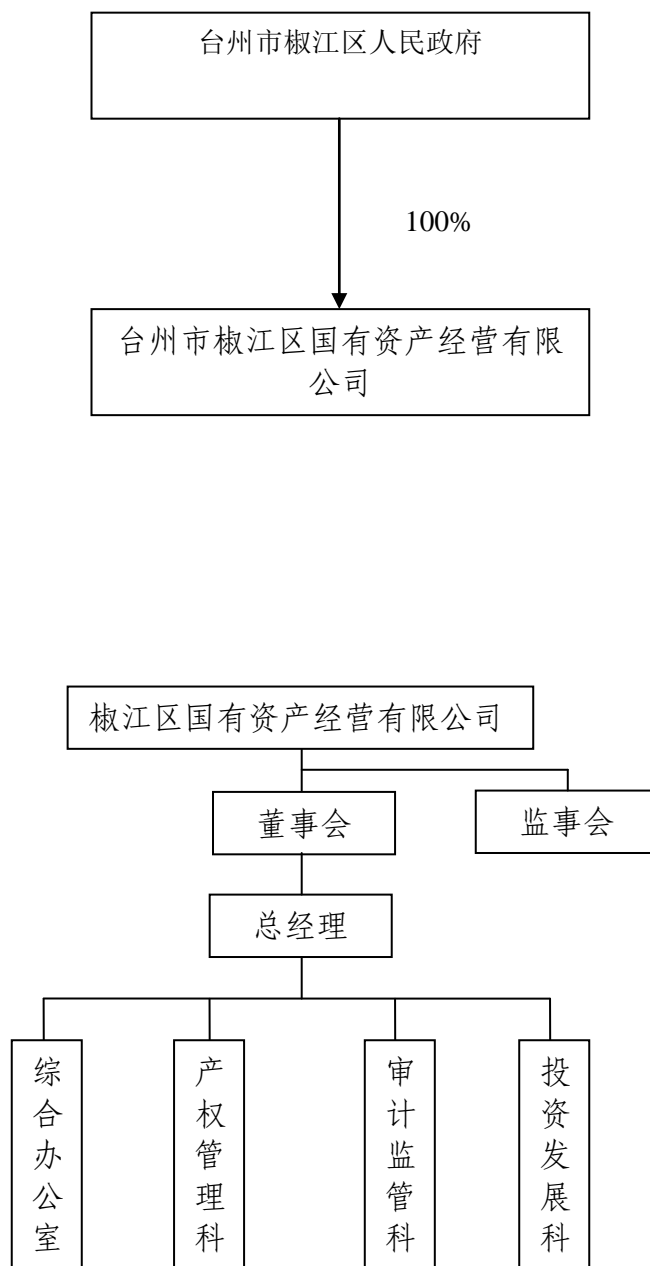 台州市椒江区人民政府
100%
台州市椒江区国有资产经营有限
公司
椒江区国有资产经营有限公司
董事会
监事会
总经理
综合办公室
产权管理科
审计监管科
投资发展科